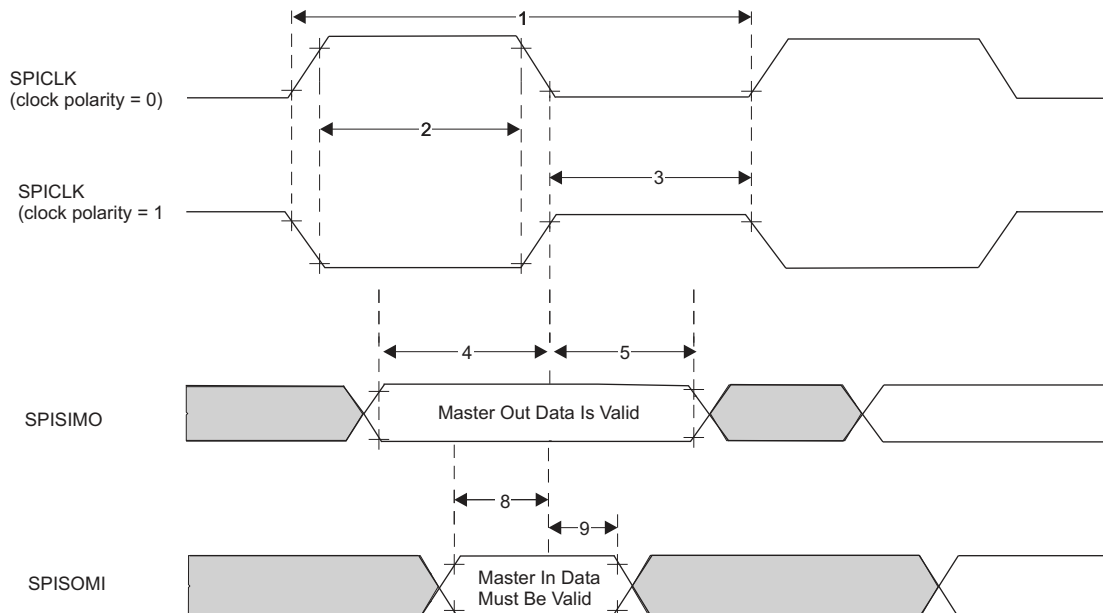 1
SPICLK
(clock polarity = 0)
2
3
SPICLK
(clock polarity = 1
4
5
SPISIMO
Master Out Data Is Valid
8
9
SPISOMI
Master In Data
Must Be Valid